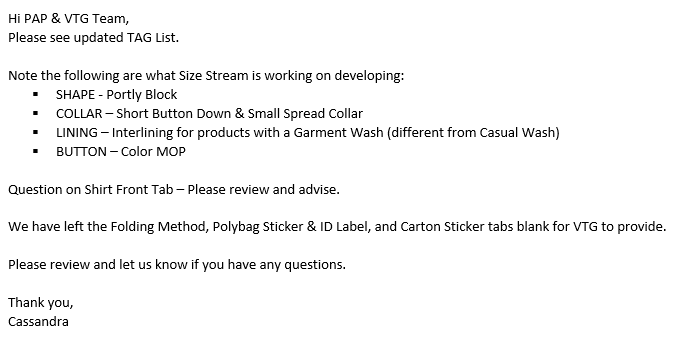 Hi PAP & VTG Team,
Please see updated TAG List.
Note the following are what Size Stream is working on developing:
▪ SHAPE - Portly Block
▪ COLLAR – Short Button Down & Small Spread Collar
▪ LINING – Interlining for products with a Garment Wash (different from Casual Wash)
▪ BUTTON – Color MOP
Question on Shirt Front Tab – Please review and advise.
We have left the Folding Method, Polybag Sticker & ID Label, and Carton Sticker tabs blank for VTG to provide.
Please review and let us know if you have any questions.
Thank you,
Cassandra